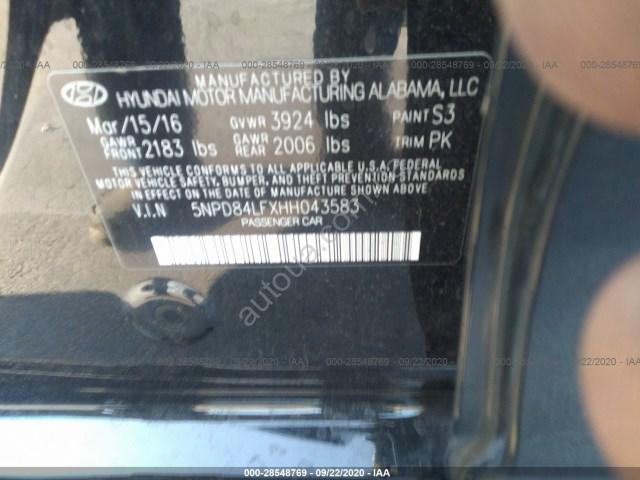 MANUFACTURED BY
HYUNDAI MOTOR MANUFACTURING ALABAMA, LLC
Mar/15/16 GVWR 3924 lbs PAINT S3
GAWR FRONT 2183 lbs GAWR REAR 2006 lbs TRIM PK
THIS VEHICLE CONFORMS TO ALL APPLICABLE U.S.A. FEDERAL
MOTOR VEHICLE SAFETY, BUMPER, AND THEFT PREVENTION STANDARDS
IN EFFECT ON THE DATE OF MANUFACTURE SHOWN ABOVE.
V.I.N 5NPD84LFXHH043583
PASSENGER CAR
autoua
000-28548769 - 09/22/2020 - IAA